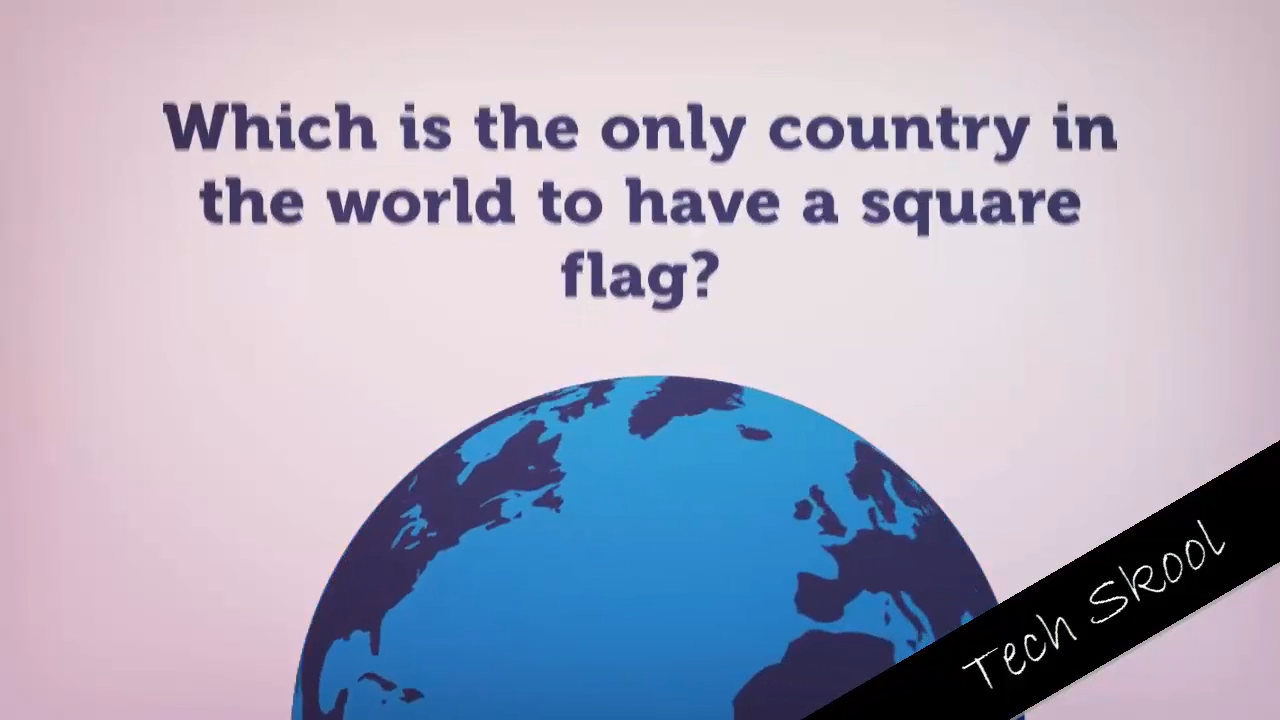 Which is the only country in
the world to have a square
flag?
Tech Skool